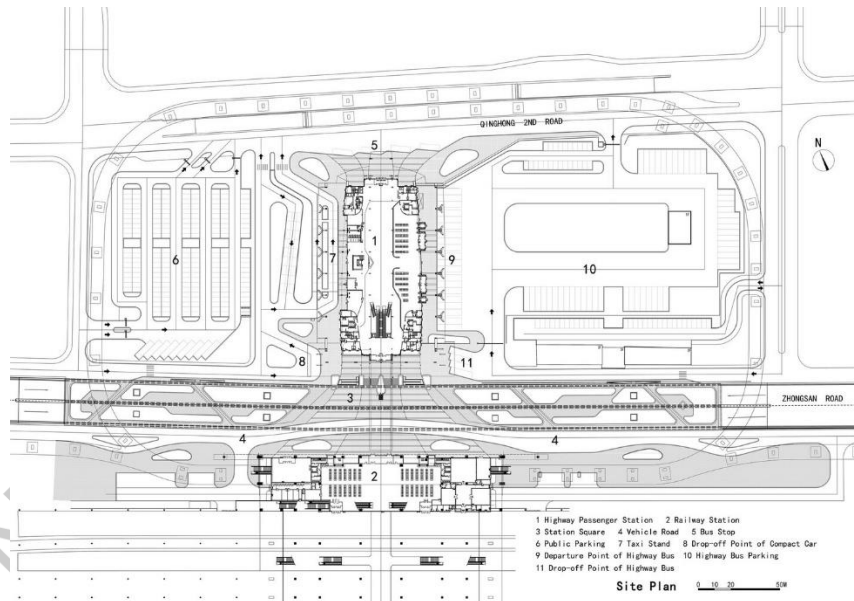 QINGHONG 2ND ROAD
5
N
1
7
9
6
10
8
11
3
ZHONGSAN ROAD
4
4
2
1 Highway Passenger Station 2 Railway Station
3 Station Square 4 Vehicle Road 5 Bus Stop
6 Public Parking 7 Taxi Stand 8 Drop-off Point of Compact Car
9 Departure Point of Highway Bus 10 Highway Bus Parking
11 Drop-off Point of Highway Bus
Site Plan 0 10 20 50M